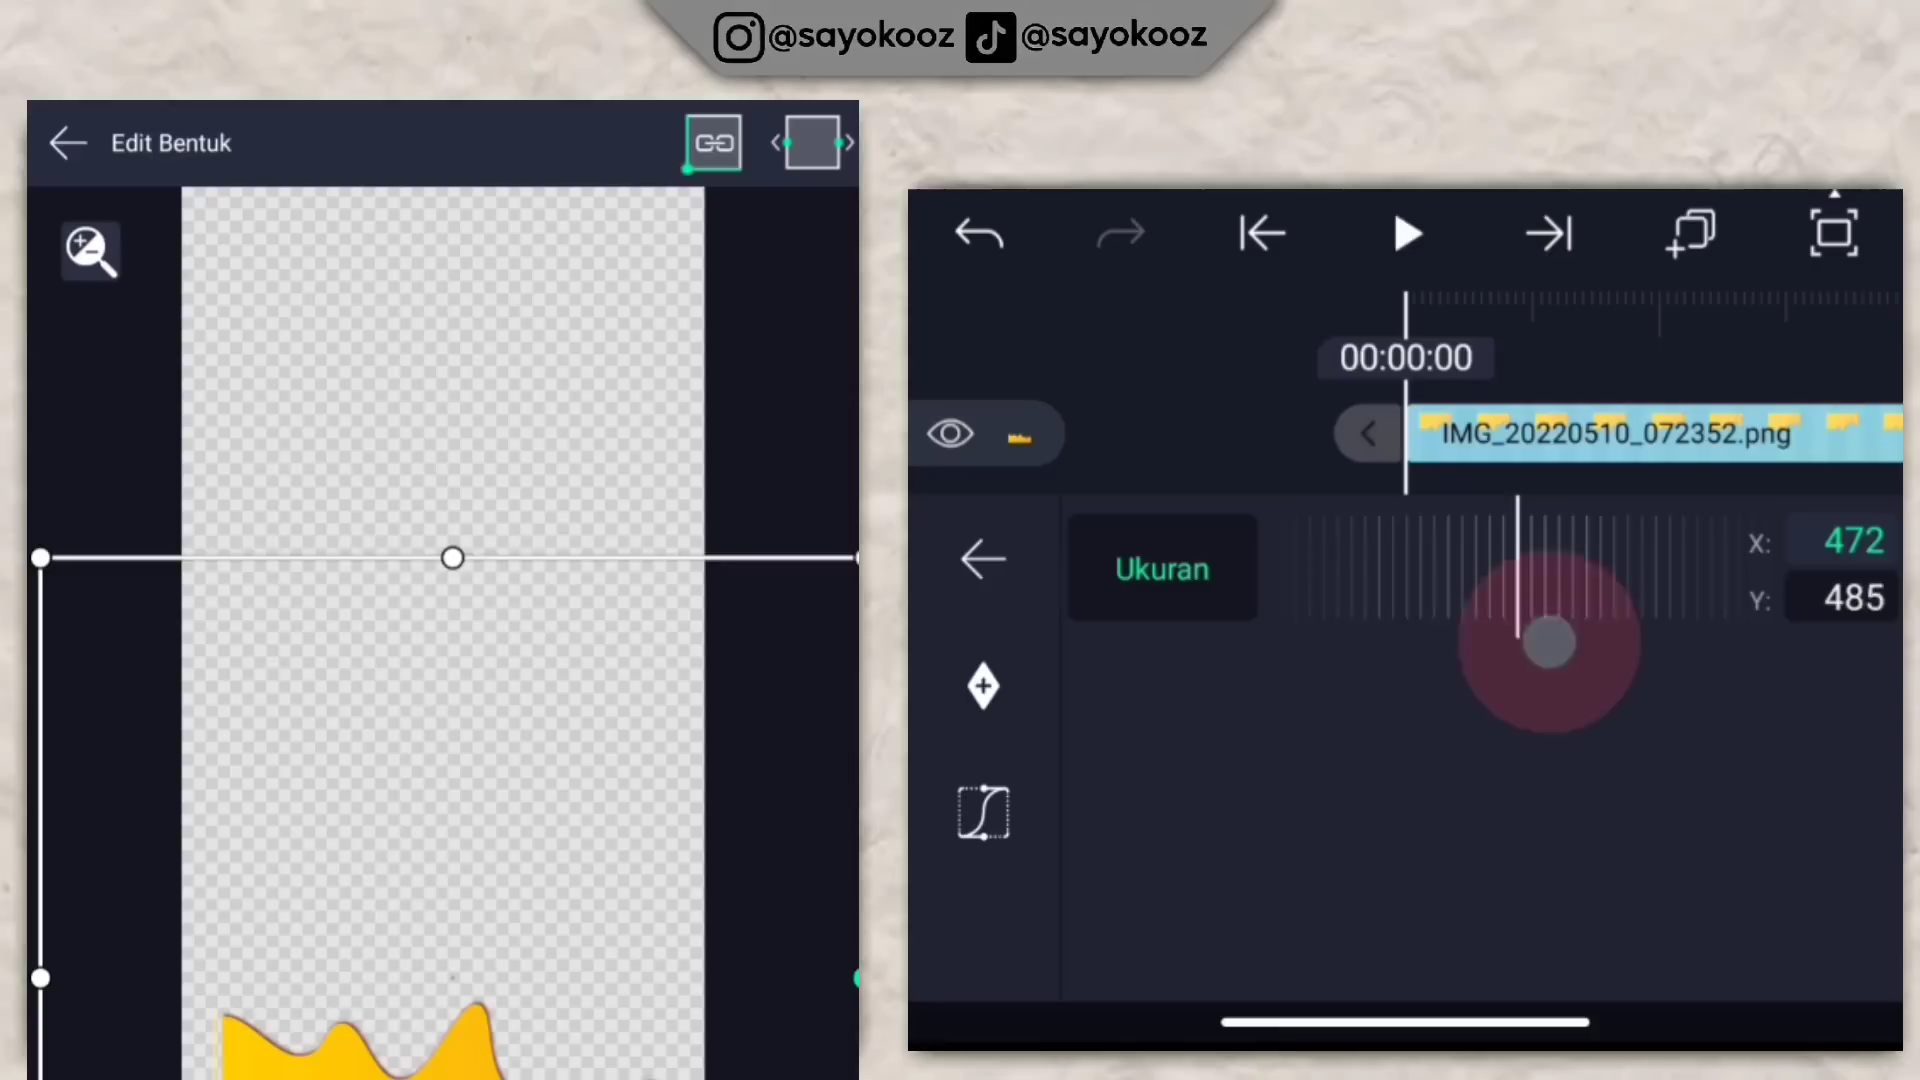 @sayokooz @sayokooz
Edit Bentuk
00:00:00
IMG_20220510_072352.png
Ukuran
X: 472
Y: 485